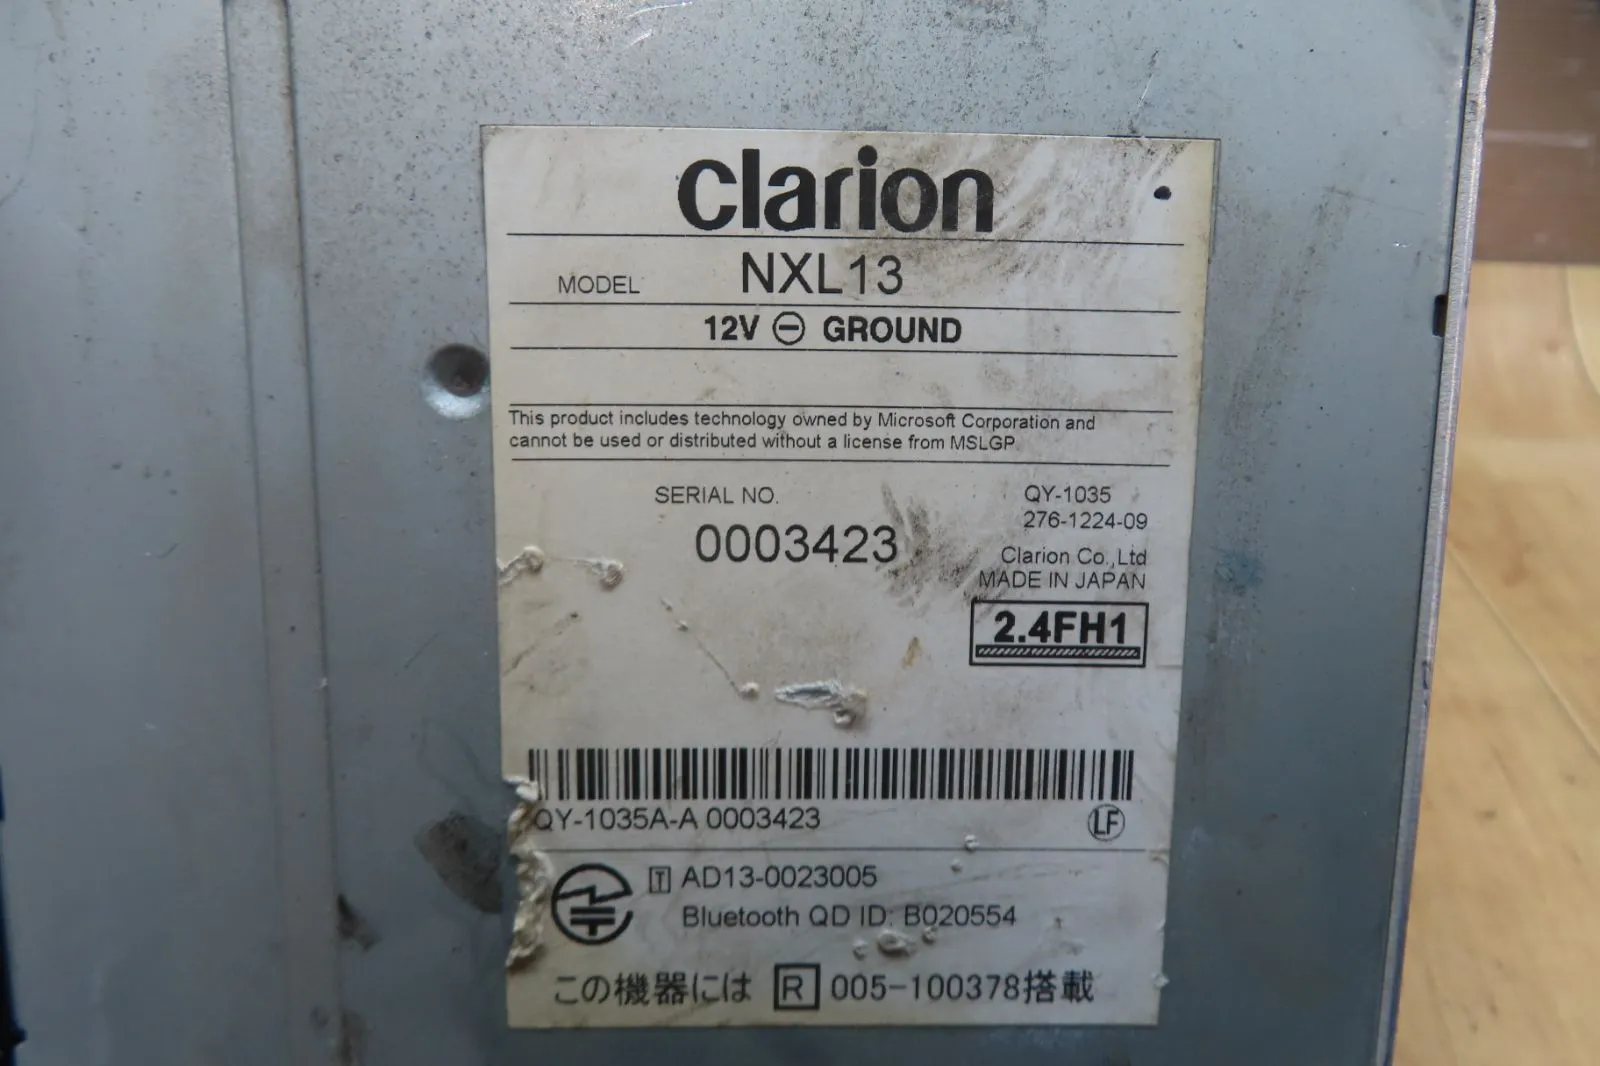 clarion
MODEL NXL13
12V ⊖ GROUND
This product includes technology owned by Microsoft Corporation and
cannot be used or distributed without a license from MSLGP.
SERIAL NO.
0003423
QY-1035
276-1224-09
Clarion Co.,Ltd
MADE IN JAPAN
2.4FH1
QY-1035A-A 0003423
LF
T AD13-0023005
Bluetooth QD ID: B020554
この機器には R 005-100378搭載